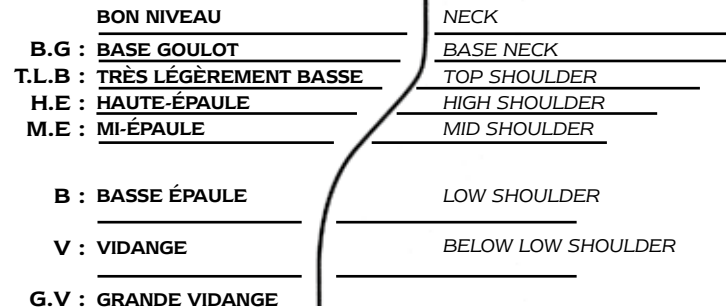 BON NIVEAU NECK
B.G : BASE GOULOT BASE NECK
T.L.B : TRÈS LÉGÈREMENT BASSE TOP SHOULDER
H.E : HAUTE-ÉPAULE HIGH SHOULDER
M.E : MI-ÉPAULE MID SHOULDER
B : BASSE ÉPAULE LOW SHOULDER
V : VIDANGE BELOW LOW SHOULDER
G.V : GRANDE VIDANGE